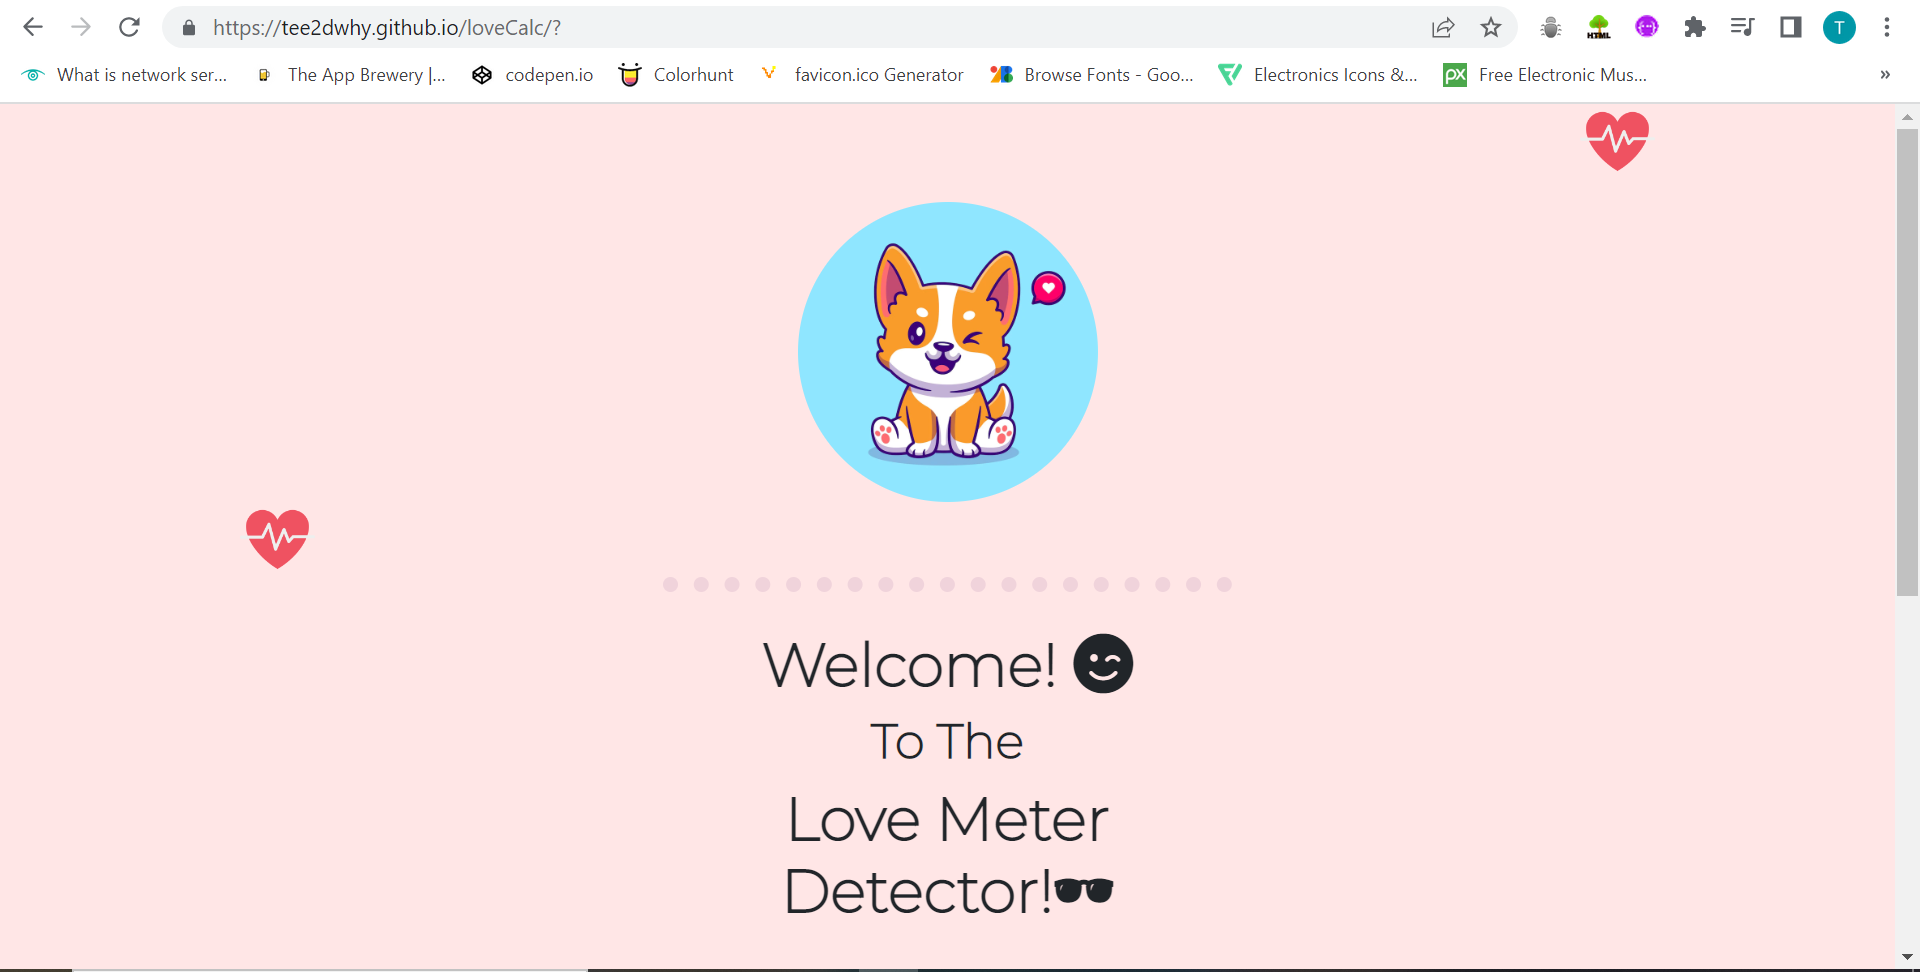 https://tee2dwhy.github.io/loveCalc/?
HTML
T
What is network ser... The App Brewery |... codepen.io Colorhunt favicon.ico Generator Browse Fonts - Goo... Electronics Icons &... px Free Electronic Mus... »
Welcome!
To The
Love Meter
Detector!